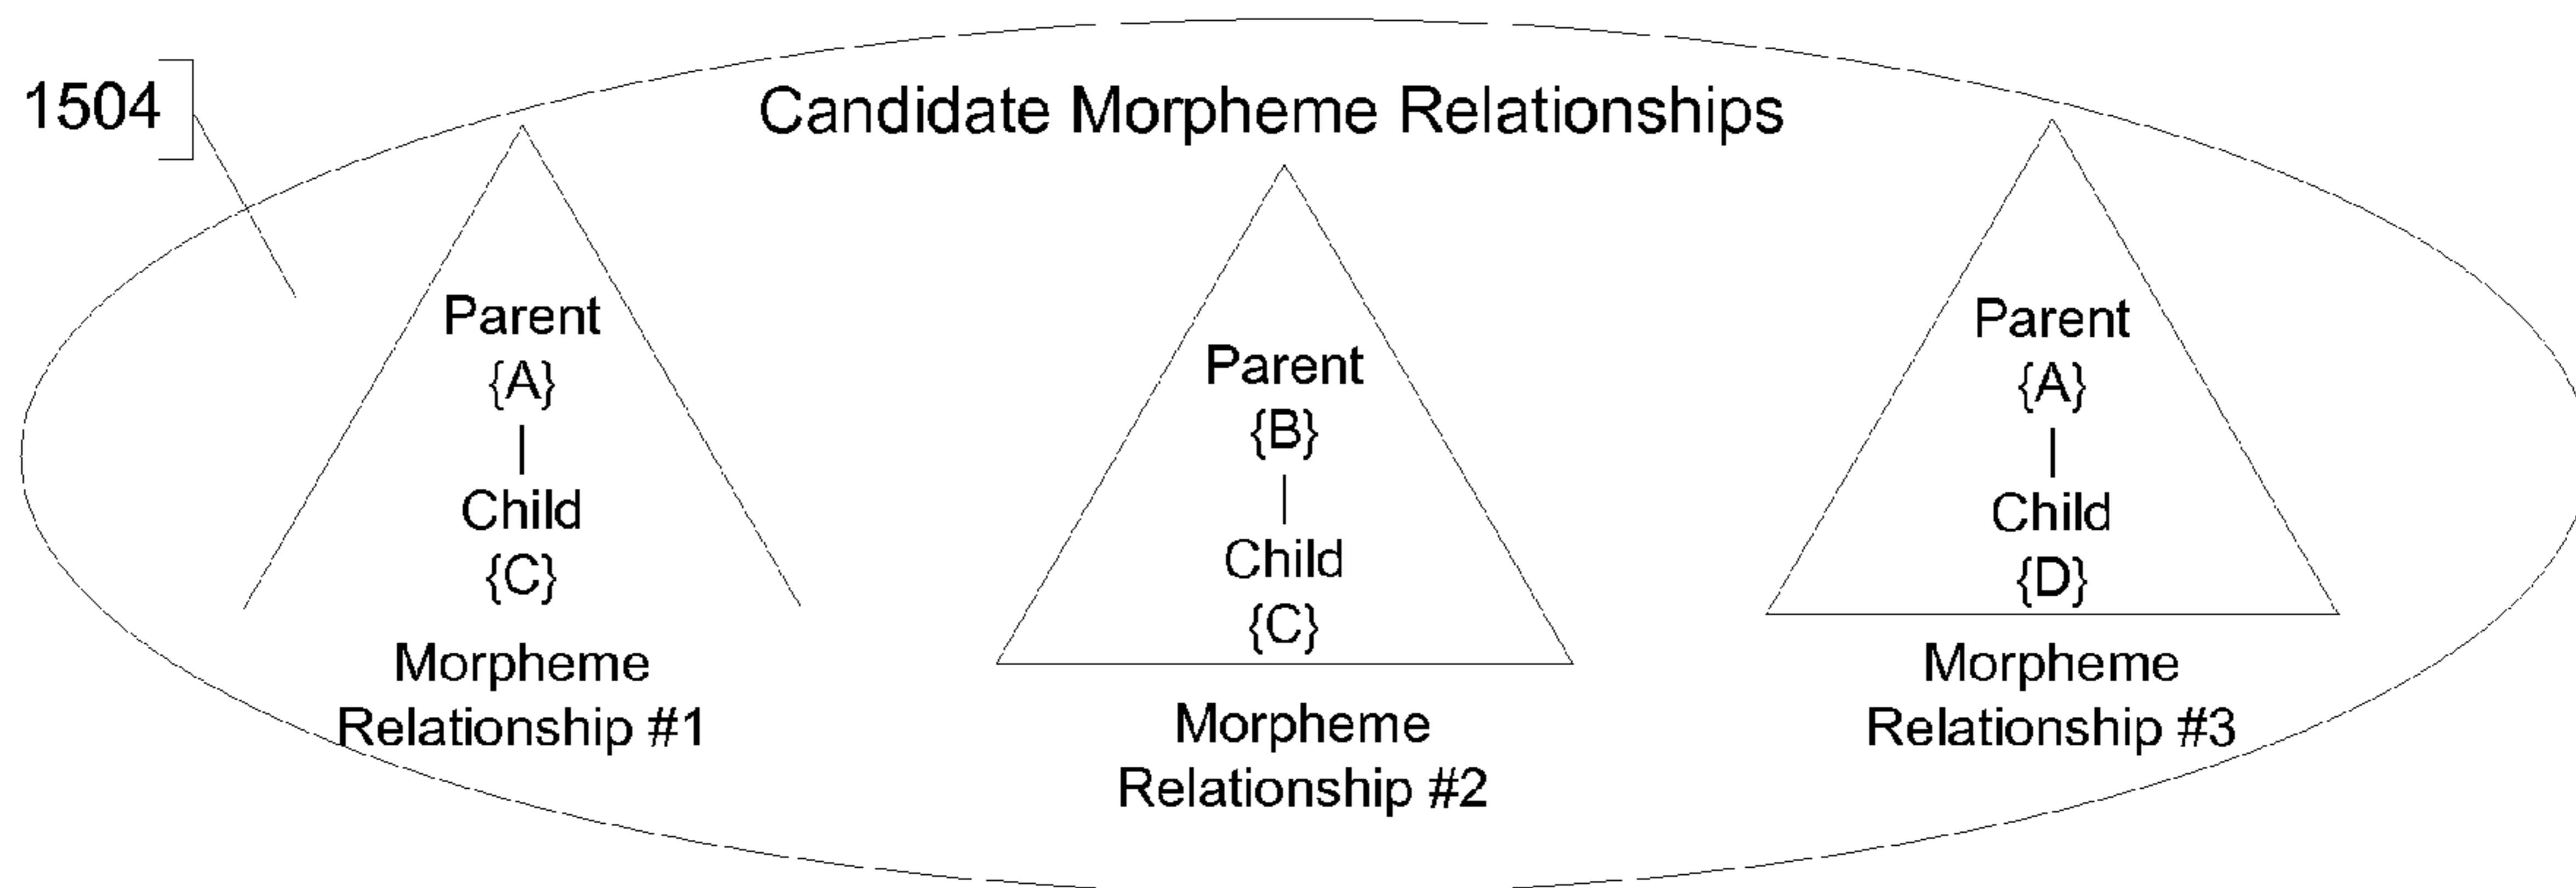 1504
Candidate Morpheme Relationships
Parent
{A}
Child
{C}
Morpheme
Relationship #1
Parent
{B}
Child
{C}
Morpheme
Relationship #2
Parent
{A}
Child
{D}
Morpheme
Relationship #3